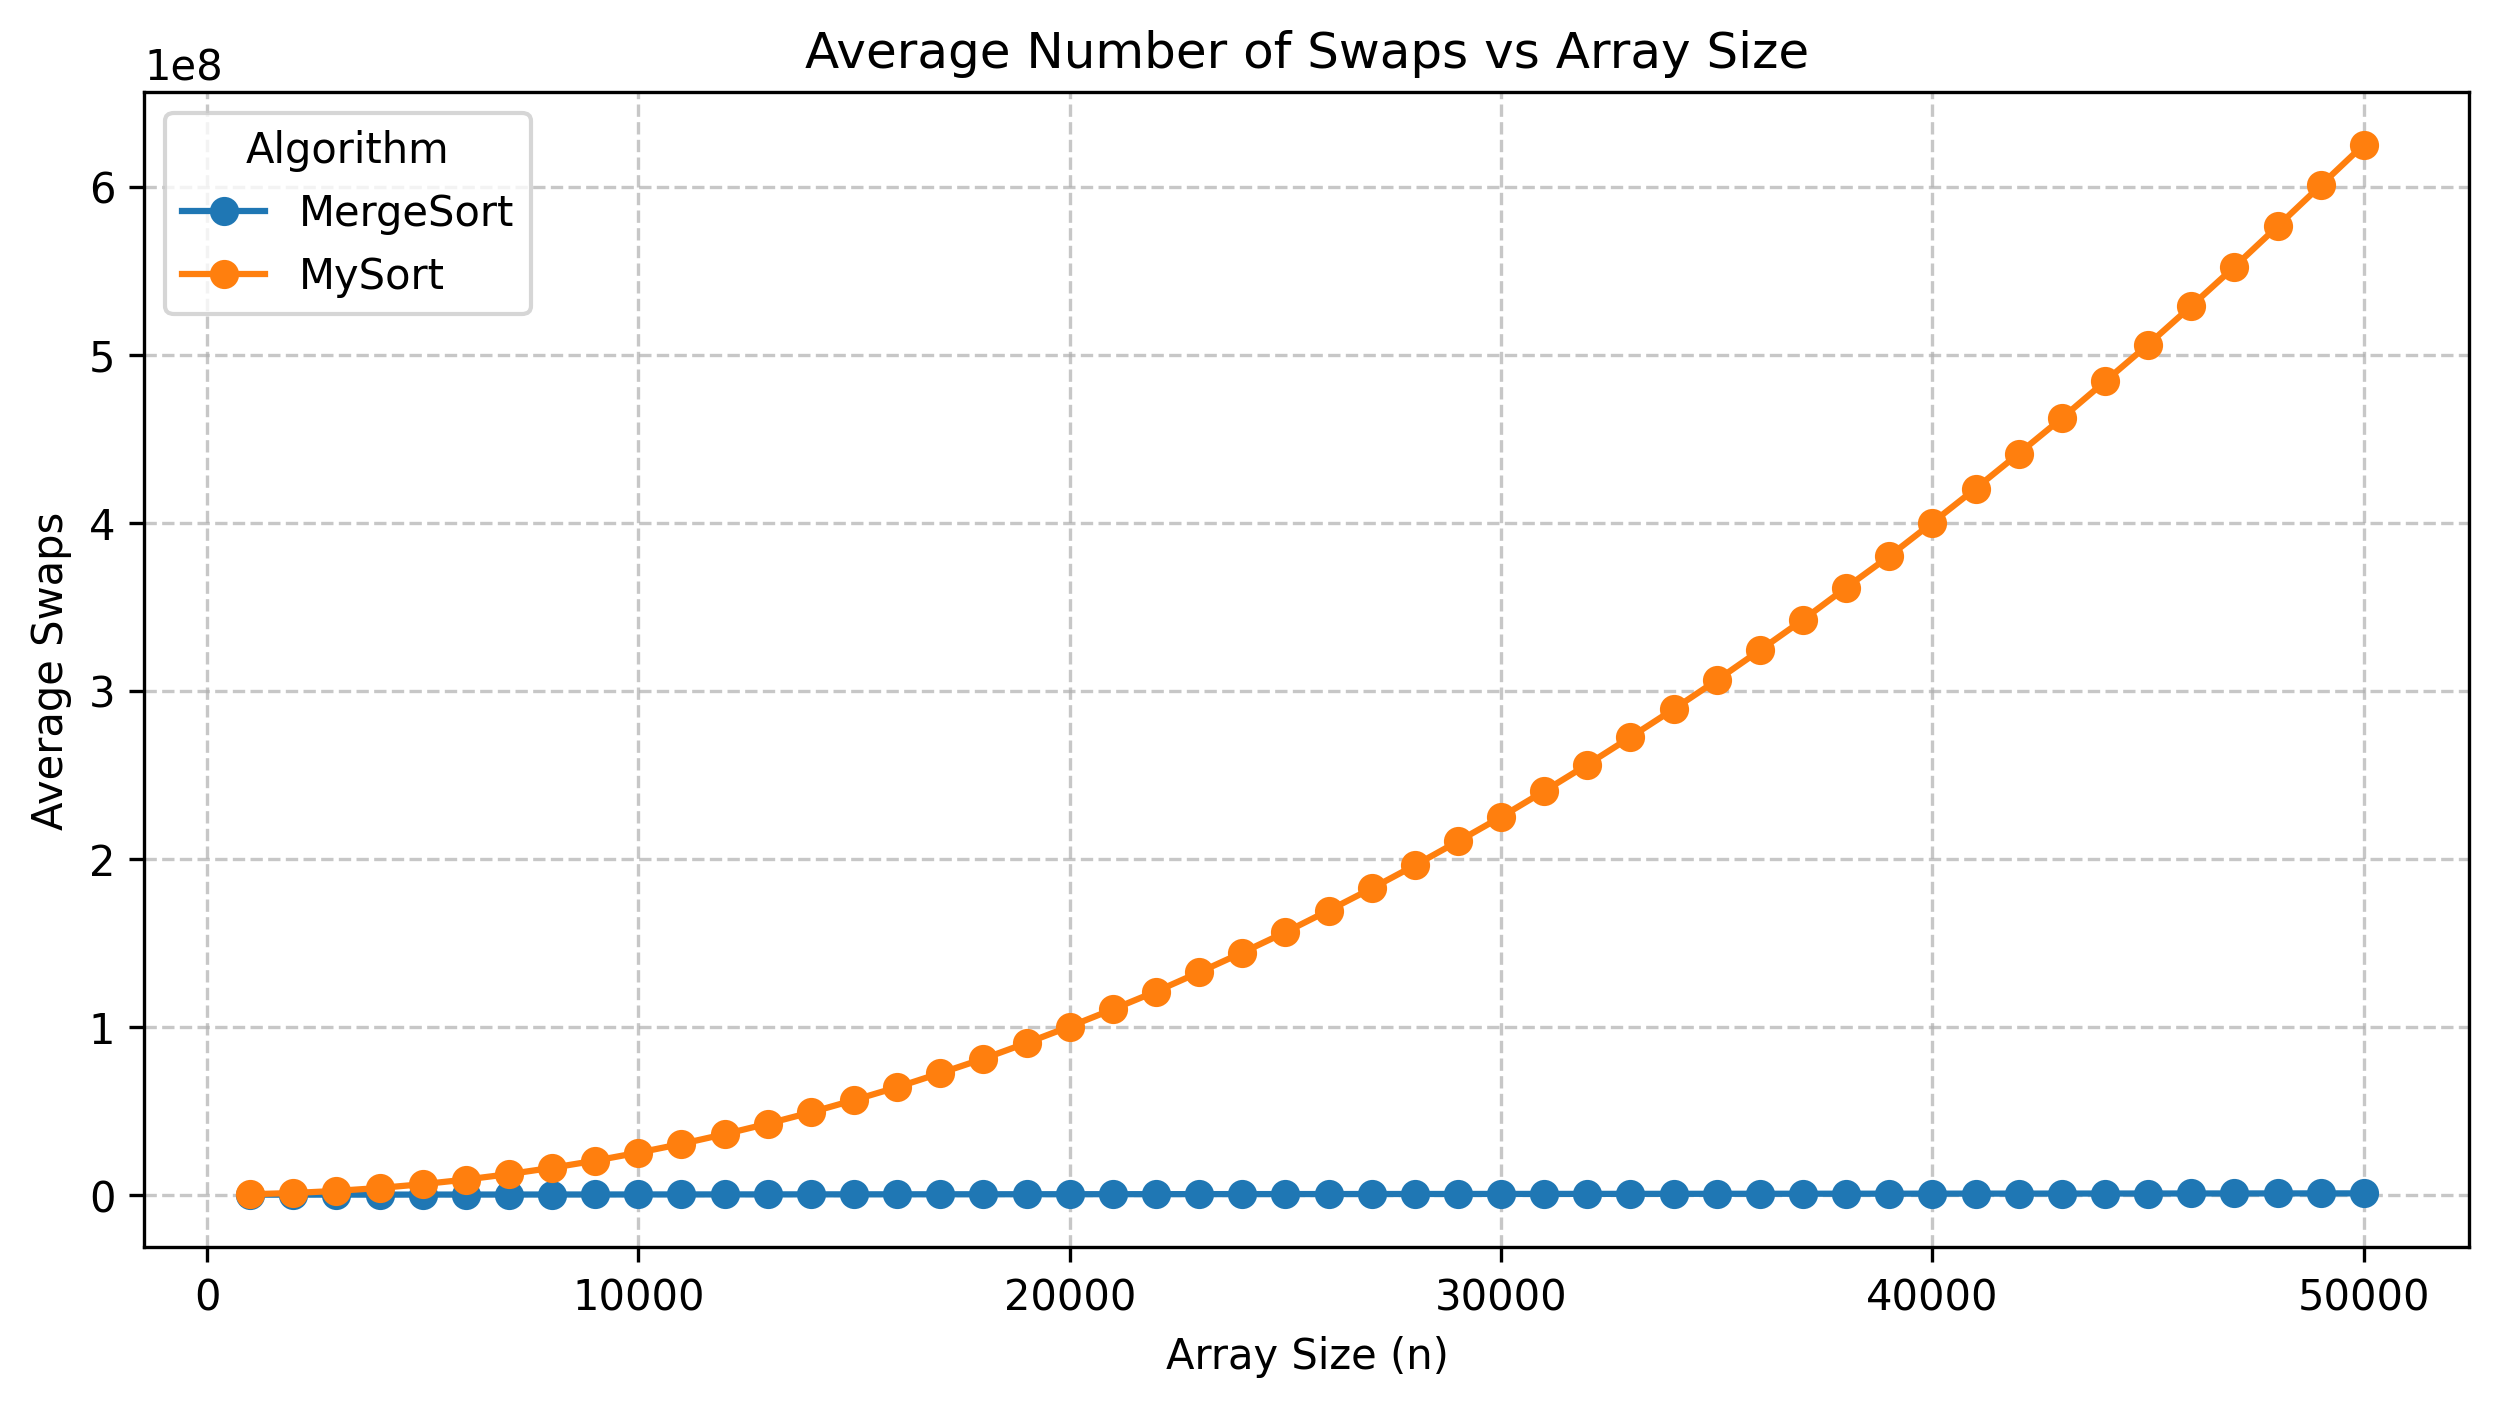 Average Number of Swaps vs Array Size
1e8
Algorithm
MergeSort
MySort
6
5
4
3
2
1
0
Average Swaps
0 10000 20000 30000 40000 50000
Array Size (n)